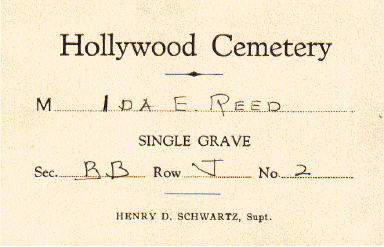 Hollywood Cemetery
M IDA E. REED
SINGLE GRAVE
Sec. BB Row J No. 2
HENRY D. SCHWARTZ, Supt.